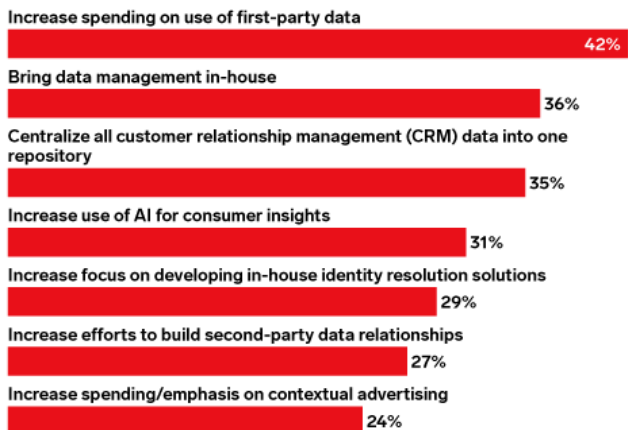 Increase spending on use of first-party data
42%
Bring data management in-house
36%
Centralize all customer relationship management (CRM) data into one
repository
35%
Increase use of AI for consumer insights
31%
Increase focus on developing in-house identity resolution solutions
29%
Increase efforts to build second-party data relationships
27%
Increase spending/emphasis on contextual advertising
24%